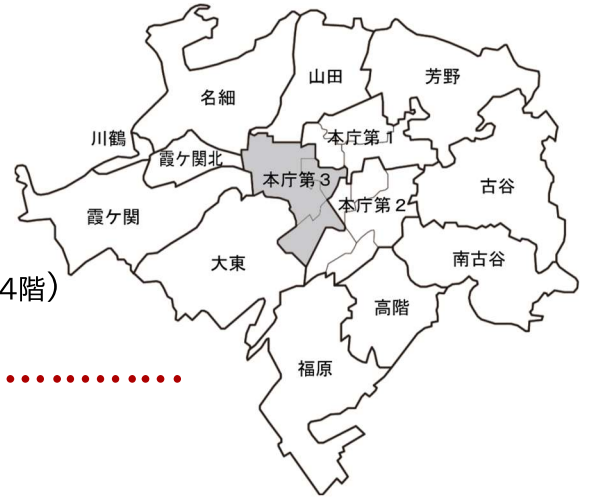 山田
芳野
名細
川鶴
本庁第1
霞ケ関北
本庁第3
古谷
本庁第2
霞ケ関
大東
南古谷
4階）
高階
福原